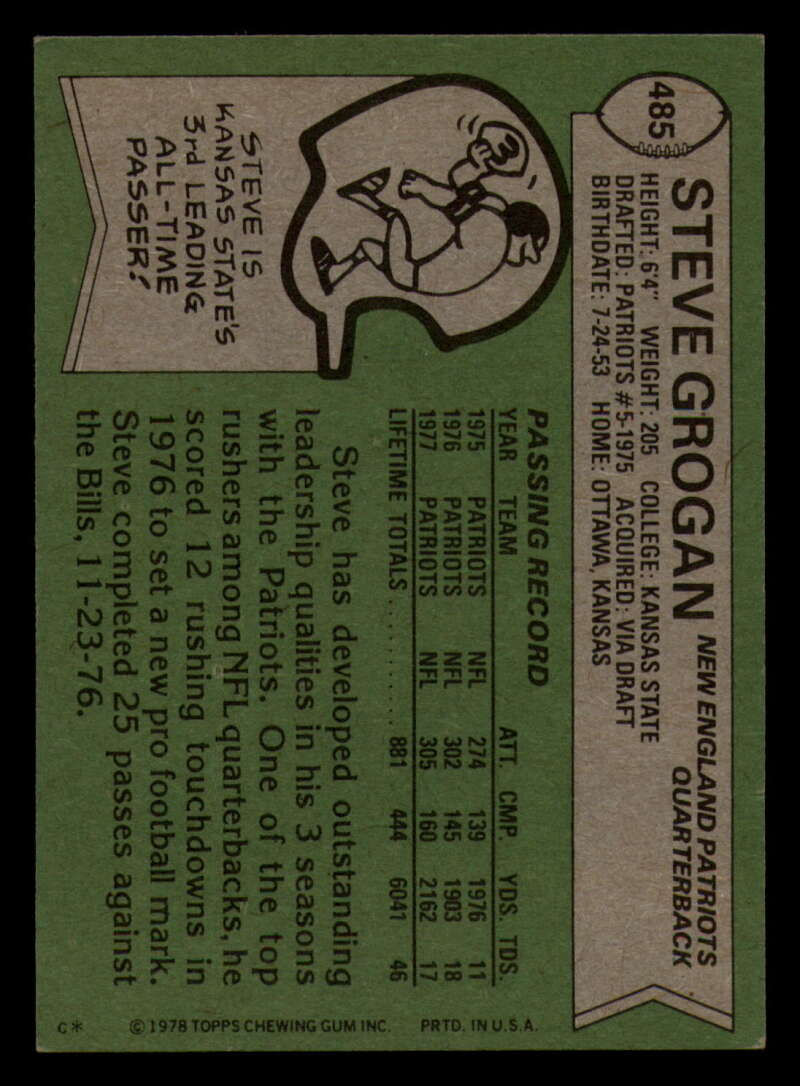 485
STEVE GROGAN
NEW ENGLAND PATRIOTS
QUARTERBACK
HEIGHT: 6'4" WEIGHT: 205 COLLEGE: KANSAS STATE
DRAFTED: PATRIOTS #5-1975 ACQUIRED: VIA DRAFT
BIRTHDATE: 7-24-53 HOME: OTTAWA, KANSAS
STEVE IS
KANSAS STATE'S
3rd LEADING
ALL-TIME
PASSER!
PASSING RECORD
YEAR TEAM ATT. CMP. YDS. TDS.
1975 PATRIOTS NFL 274 139 1976 11
1976 PATRIOTS NFL 302 145 1903 18
1977 PATRIOTS NFL 305 160 2162 17
LIFETIME TOTALS .......... 881 444 6041 46
Steve has developed outstanding
leadership qualities in his 3 seasons
with the Patriots. One of the top
rushers among NFL quarterbacks, he
scored 12 rushing touchdowns in
1976 to set a new pro football mark.
Steve completed 25 passes against
the Bills, 11-23-76.
C* © 1978 TOPPS CHEWING GUM INC. PRTD. IN U.S.A.